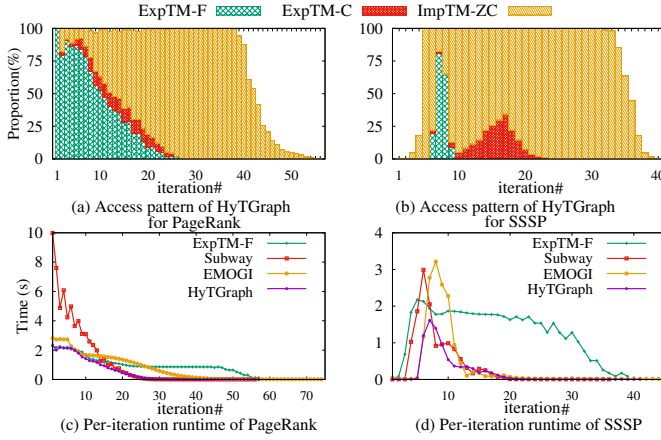 ExpTM-F ExpTM-C ImpTM-ZC
Proportion(%)
100
75
50
25
0
1 10 20 30 40 50
iteration#
(a) Access pattern of HyTGraph
for PageRank
100
75
50
25
0
1 10 20 30 40
iteration#
(b) Access pattern of HyTGraph
for SSSP
Time (s)
10
8
6
4
2
0
ExpTM-F
Subway
EMOGI
HyTGraph
1 10 20 30 40 50 60 70
iteration#
(c) Per-iteration runtime of PageRank
4
3
2
1
0
ExpTM-F
Subway
EMOGI
HyTGraph
10 20 30 40
iteration#
(d) Per-iteration runtime of SSSP